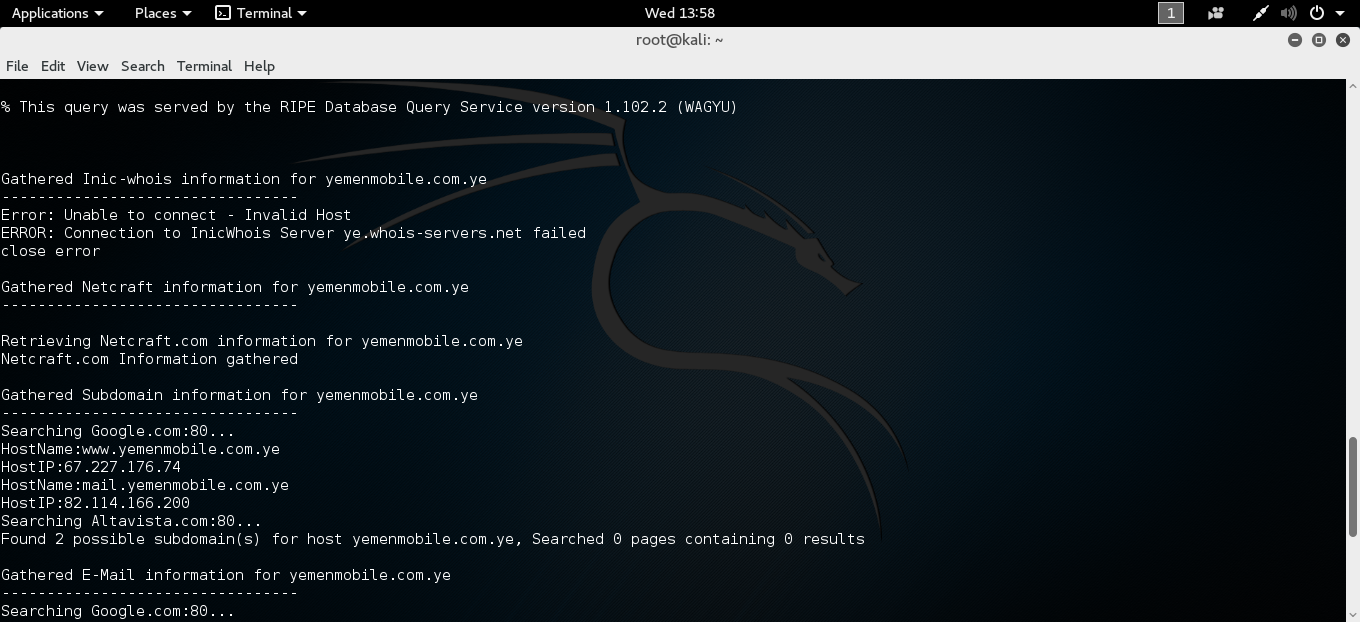 Applications Places Terminal Wed 13:58 1
root@kali: ~
File Edit View Search Terminal Help
% This query was served by the RIPE Database Query Service version 1.102.2 (WAGYU)
Gathered Inic-whois information for yemenmobile.com.ye
---------------------------------
Error: Unable to connect - Invalid Host
ERROR: Connection to InicWhois Server ye.whois-servers.net failed
close error
Gathered Netcraft information for yemenmobile.com.ye
---------------------------------
Retrieving Netcraft.com information for yemenmobile.com.ye
Netcraft.com Information gathered
Gathered Subdomain information for yemenmobile.com.ye
---------------------------------
Searching Google.com:80...
HostName:www.yemenmobile.com.ye
HostIP:67.227.176.74
HostName:mail.yemenmobile.com.ye
HostIP:82.114.166.200
Searching Altavista.com:80...
Found 2 possible subdomain(s) for host yemenmobile.com.ye, Searched 0 pages containing 0 results
Gathered E-Mail information for yemenmobile.com.ye
---------------------------------
Searching Google.com:80...